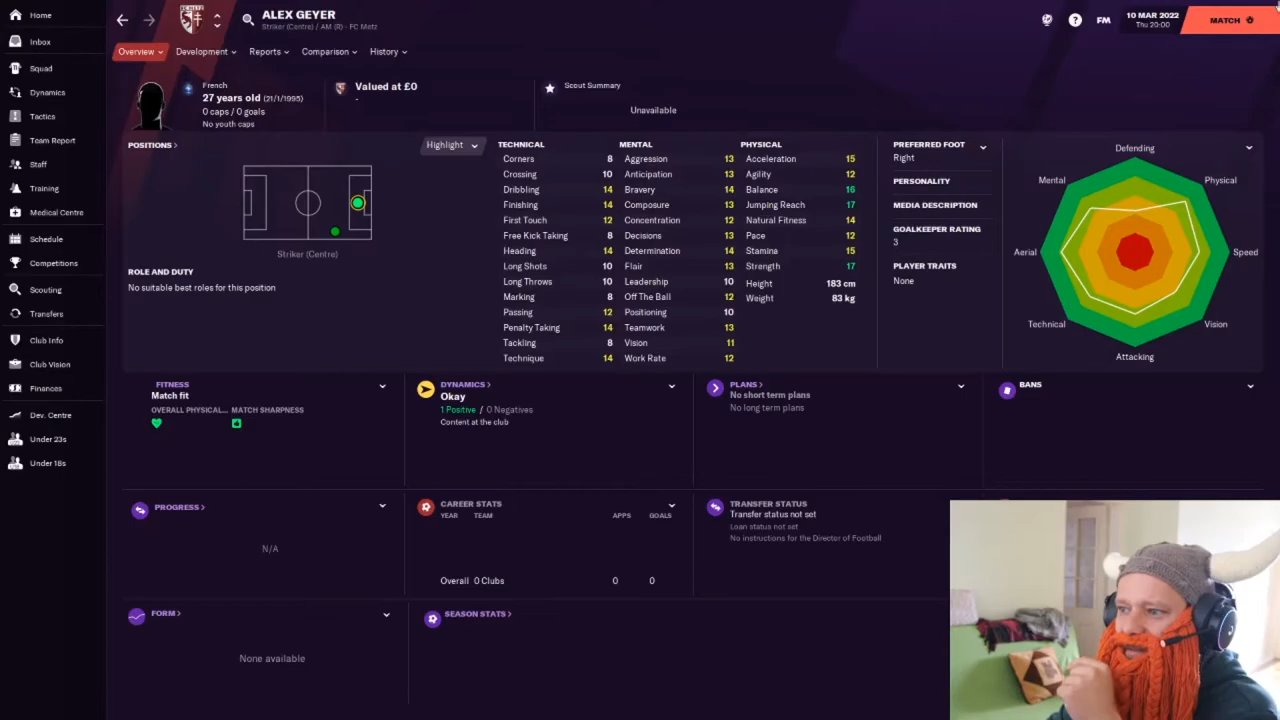 Home
Inbox
Squad
Dynamics
Tactics
Team Report
Staff
Training
Medical Centre
Schedule
Competitions
Scouting
Transfers
Club Info
Club Vision
Finances
Dev. Centre
Under 23s
Under 18s
ALEX GEYER
Striker (Centre) / AM (R) - FC Metz
FM
10 MAR 2022
Thu 20:00
MATCH
Overview
Development
Reports
Comparison
History
French
27 years old (21/1/1995)
0 caps / 0 goals
No youth caps
Valued at £0
-
Scout Summary
Unavailable
POSITIONS
Highlight
Striker (Centre)
ROLE AND DUTY
No suitable best roles for this position
TECHNICAL
Corners 8
Crossing 10
Dribbling 14
Finishing 14
First Touch 12
Free Kick Taking 8
Heading 14
Long Shots 10
Long Throws 10
Marking 8
Passing 12
Penalty Taking 14
Tackling 8
Technique 14
MENTAL
Aggression 13
Anticipation 13
Bravery 14
Composure 13
Concentration 12
Decisions 13
Determination 14
Flair 13
Leadership 10
Off The Ball 12
Positioning 10
Teamwork 13
Vision 11
Work Rate 12
PHYSICAL
Acceleration 15
Agility 12
Balance 16
Jumping Reach 17
Natural Fitness 14
Pace 12
Stamina 15
Strength 17
Height 183 cm
Weight 83 kg
PREFERRED FOOT
Right
PERSONALITY
MEDIA DESCRIPTION
GOALKEEPER RATING
3
PLAYER TRAITS
None
Defending
Mental
Physical
Aerial
Speed
Technical
Vision
Attacking
FITNESS
Match fit
OVERALL PHYSICAL... MATCH SHARPNESS
DYNAMICS
Okay
1 Positive / 0 Negatives
Content at the club
PLANS
No short term plans
No long term plans
BANS
PROGRESS
N/A
CAREER STATS
YEAR TEAM APPS GOALS
Overall 0 Clubs 0 0
TRANSFER STATUS
Transfer status not set
Loan status not set
No instructions for the Director of Football
FORM
None available
SEASON STATS